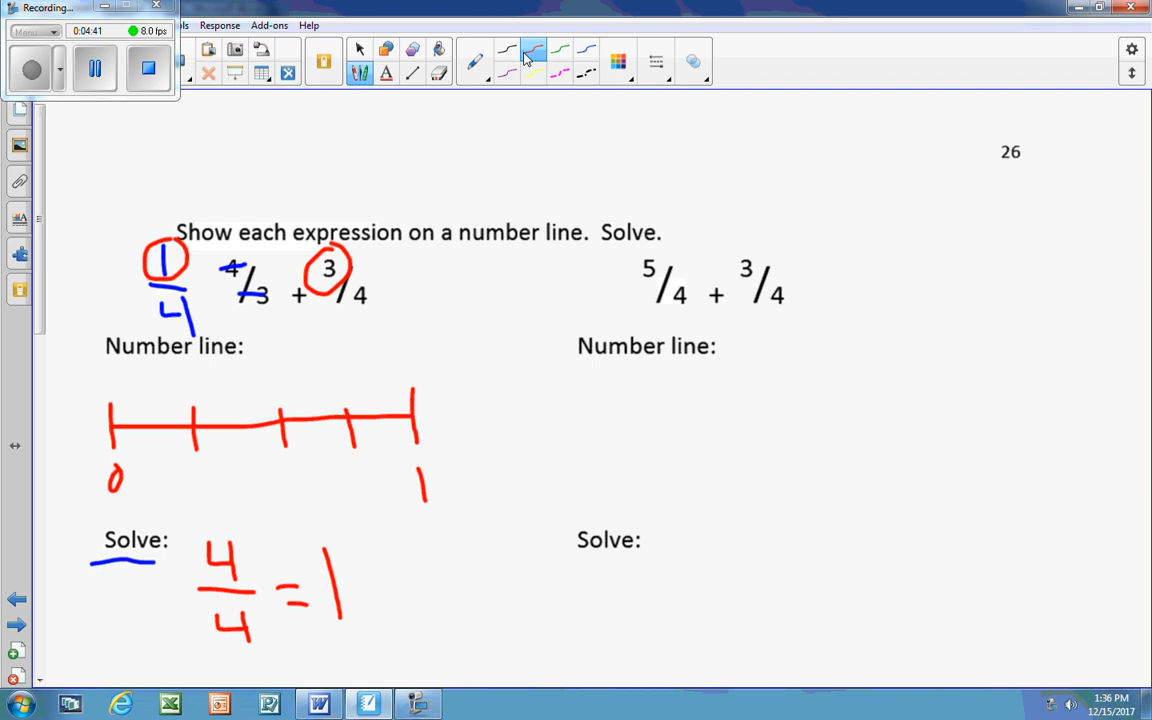 Recording...
Menu 0:04:41 8.0 fps
Response Add-ons Help
26
Show each expression on a number line. Solve.
1/4 4/3 + 3/4 5/4 + 3/4
Number line: Number line:
0 1
Solve: 4/4 = 1 Solve:
1:36 PM
12/15/2017